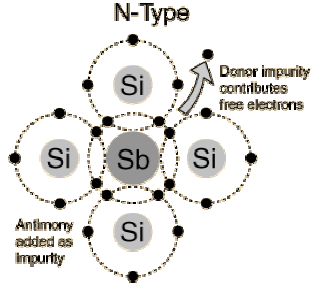 N-Type
Si
Donor impurity
contributes
free electrons
Si
Sb
Si
Antimony
added as
impurity
Si